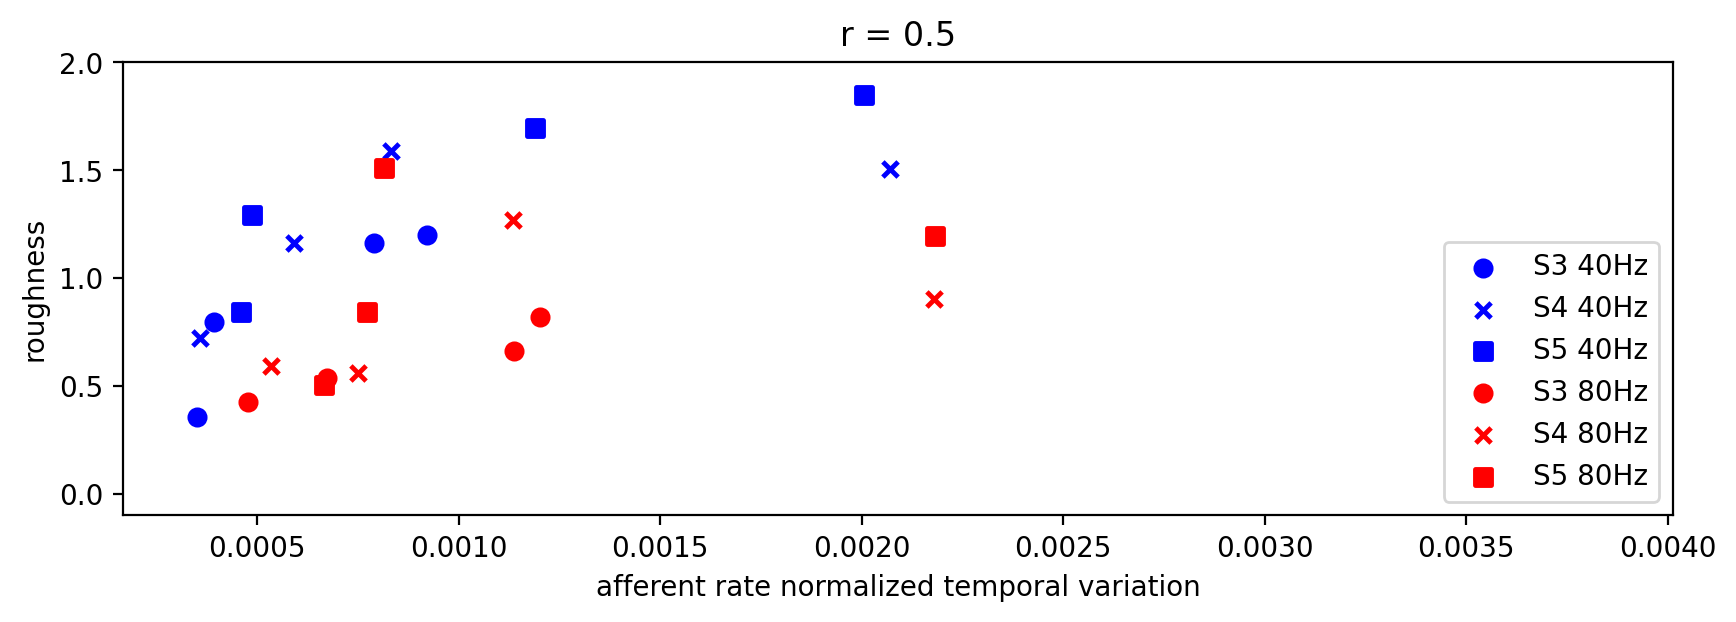 r = 0.5
2.0
1.5
1.0
0.5
0.0
roughness
0.0005 0.0010 0.0015 0.0020 0.0025 0.0030 0.0035 0.0040
afferent rate normalized temporal variation
S3 40Hz
S4 40Hz
S5 40Hz
S3 80Hz
S4 80Hz
S5 80Hz